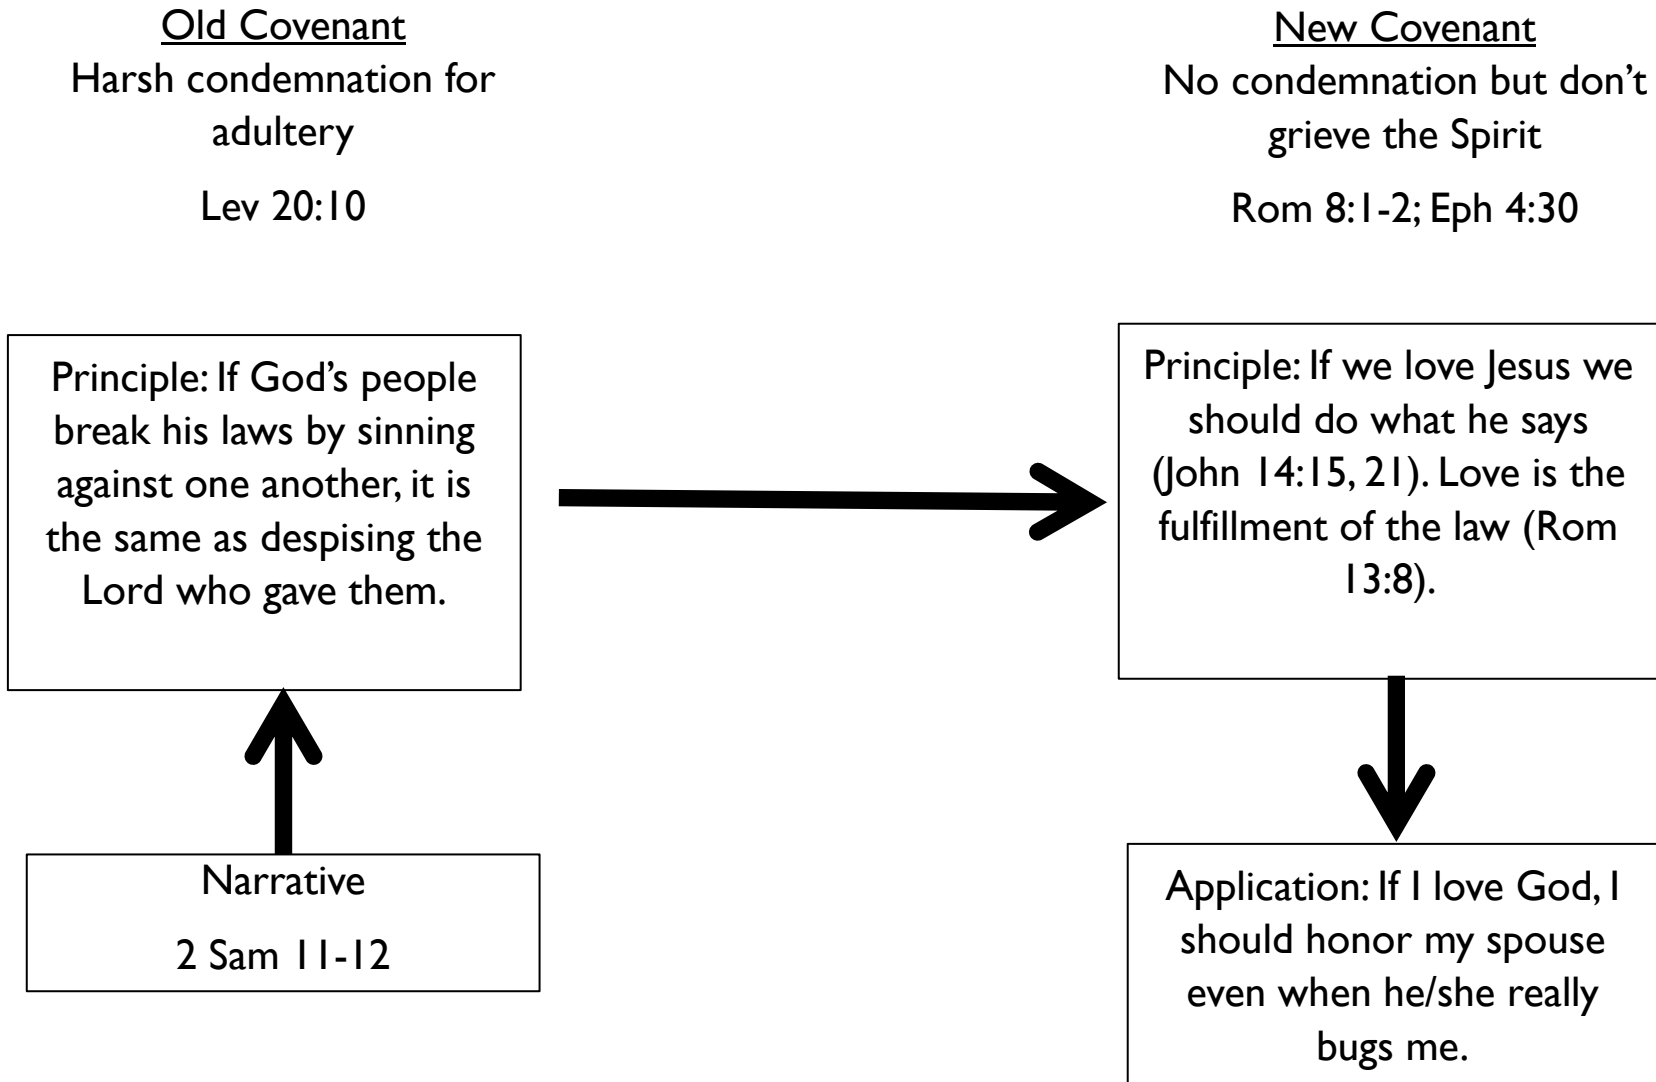 Old Covenant
Harsh condemnation for
adultery
Lev 20:10
New Covenant
No condemnation but don’t
grieve the Spirit
Rom 8:1-2; Eph 4:30
Principle: If God’s people
break his laws by sinning
against one another, it is
the same as despising the
Lord who gave them.
Principle: If we love Jesus we
should do what he says
(John 14:15, 21). Love is the
fulfillment of the law (Rom
13:8).
Narrative
2 Sam 11-12
Application: If I love God, I
should honor my spouse
even when he/she really
bugs me.